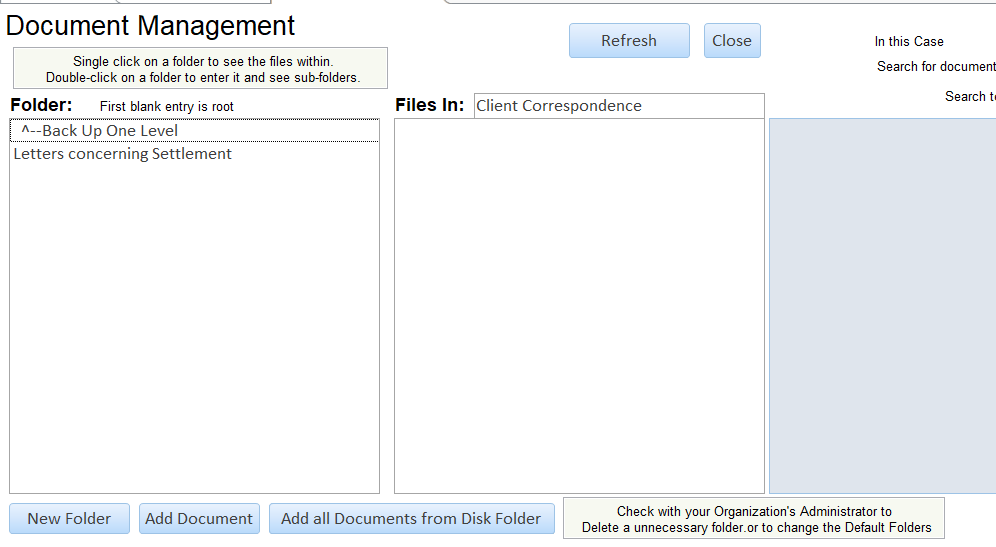 Document Management
Single click on a folder to see the files within.
Double-click on a folder to enter it and see sub-folders.
Refresh
Close
In this Case
Search for document
Search t
Folder:
First blank entry is root
Files In:
Client Correspondence
^--Back Up One Level
Letters concerning Settlement
New Folder
Add Document
Add all Documents from Disk Folder
Check with your Organization's Administrator to
Delete a unnecessary folder.or to change the Default Folders